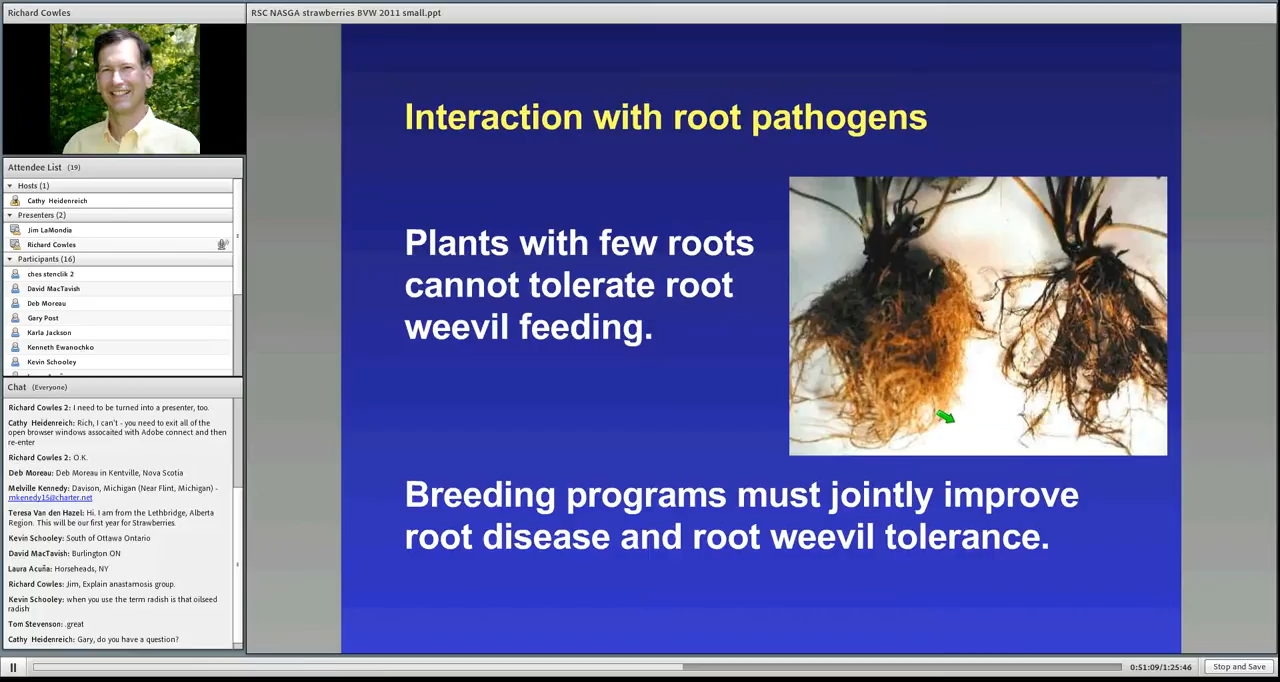 Richard Cowles
RSC NASGA strawberries BVW 2011 small.ppt
Attendee List (19)
Hosts (1)
Cathy Heidenreich
Presenters (2)
Jim LaMondia
Richard Cowles
Participants (16)
ches stenclik 2
David MacTavish
Deb Moreau
Gary Post
Karla Jackson
Kenneth Ewanochko
Kevin Schooley
Chat (Everyone)
Richard Cowles 2: I need to be turned into a presenter, too.
Cathy Heidenreich: Rich, I can't - you need to exit all of the
open browser windows assocaited with Adobe connect and then
re-enter
Richard Cowles 2: O.K.
Deb Moreau: Deb Moreau in Kentville, Nova Scotia
Melville Kennedy: Davison, Michigan (Near Flint, Michigan) -
mkenedy15@charter.net
Teresa Van den Hazel: Hi. I am from the Lethbridge, Alberta
Region. This will be our first year for Strawberries.
Kevin Schooley: South of Ottawa Ontario
David MacTavish: Burlington ON
Laura Acuña: Horseheads, NY
Richard Cowles: Jim, Explain anastamosis group.
Kevin Schooley: when you use the term radish is that oilseed
radish
Tom Stevenson: .great
Cathy Heidenreich: Gary, do you have a question?
Interaction with root pathogens
Plants with few roots
cannot tolerate root
weevil feeding.
Breeding programs must jointly improve
root disease and root weevil tolerance.
0:51:09/1:25:46
Stop and Save